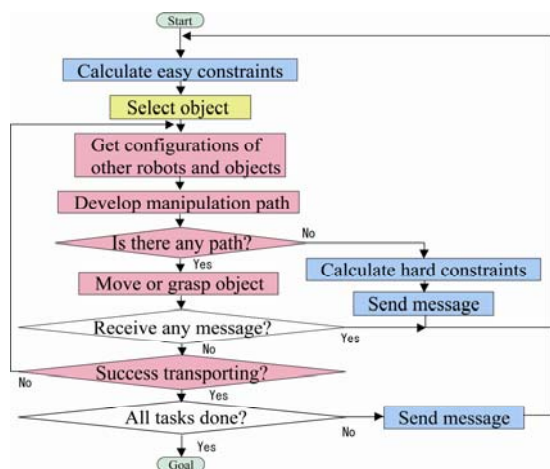 Start
Calculate easy constraints
Select object
Get configurations of
other robots and objects
Develop manipulation path
Is there any path?
No
Yes
Calculate hard constraints
Move or grasp object
Send message
Receive any message?
Yes
No
Success transporting?
No
Yes
All tasks done?
No
Send message
Yes
Goal